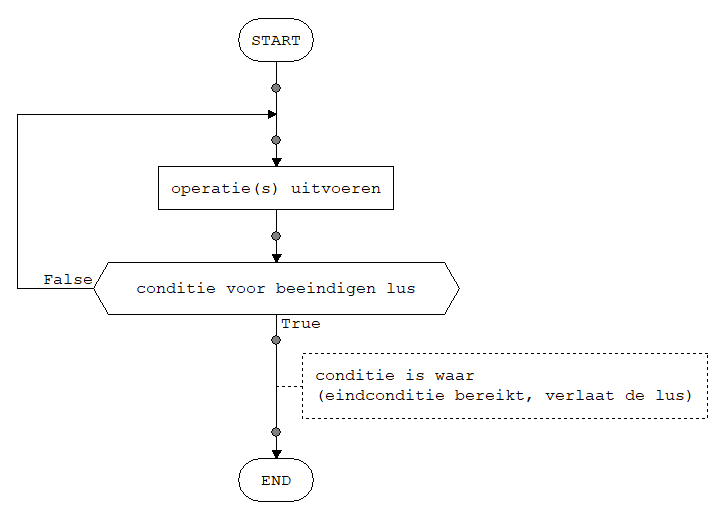 START
operatie(s) uitvoeren
False
conditie voor beeindigen lus
True
conditie is waar
(eindconditie bereikt, verlaat de lus)
END